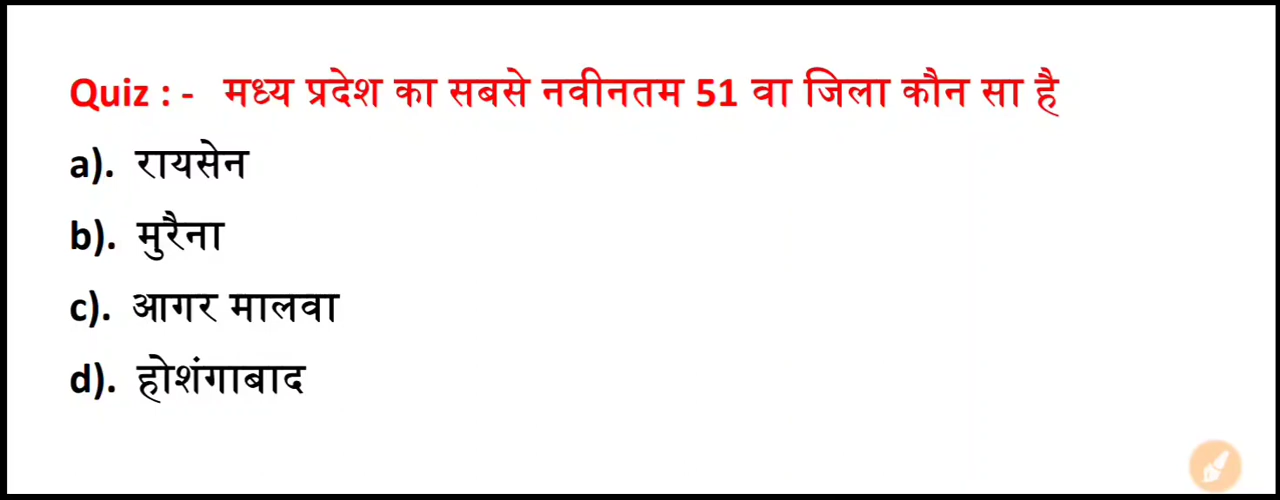 Quiz : -   मध्य प्रदेश का सबसे नवीनतम 51 वा जिला कौन सा है
a).  रायसेन
b).  मुरैना
c).  आगर मालवा
d).  होशंगाबाद